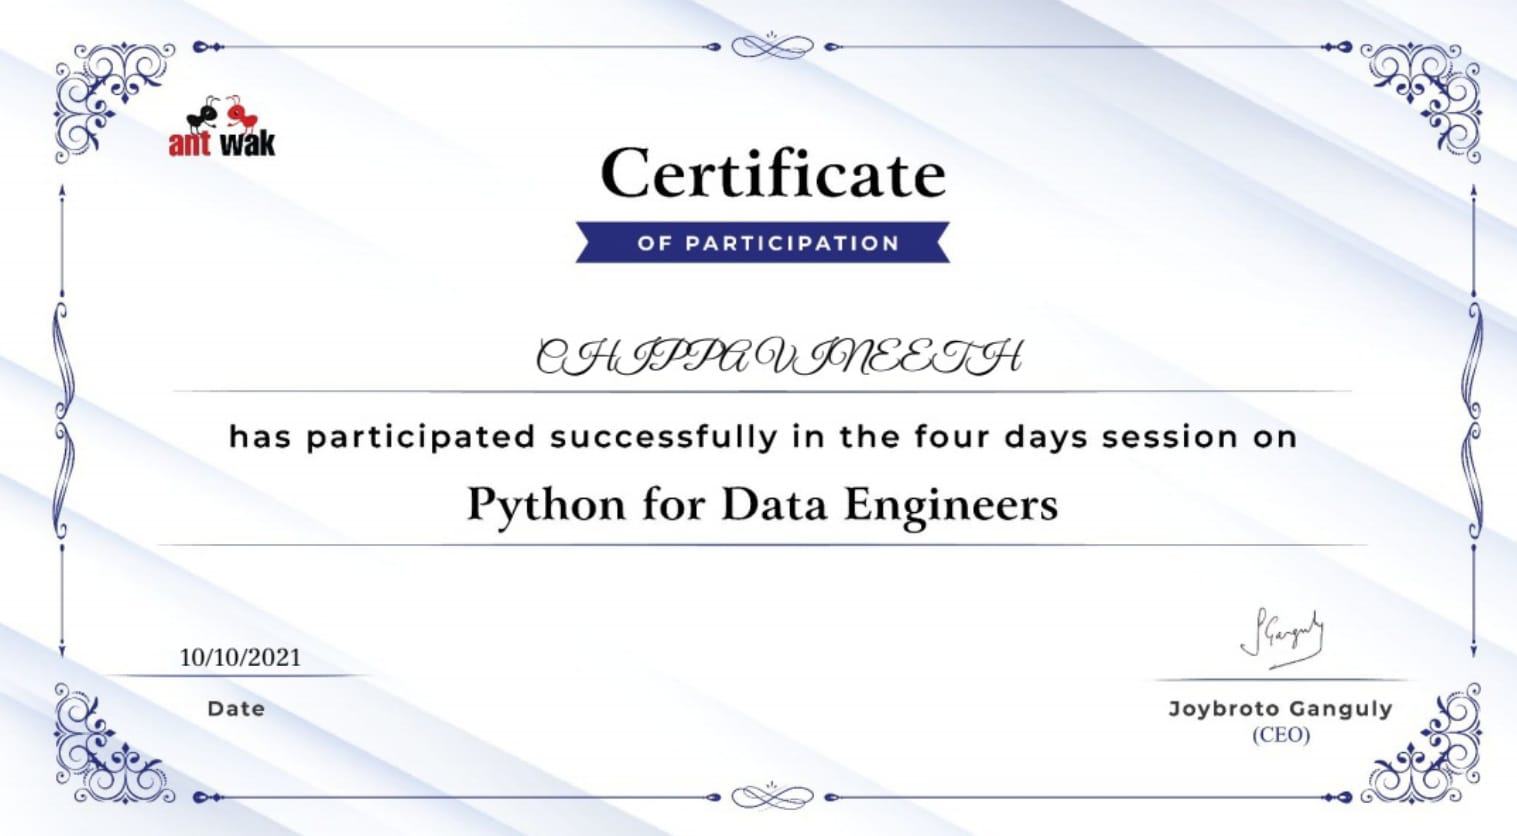 ant wak
Certificate
OF PARTICIPATION
CHIPPA VINEETH
has participated successfully in the four days session on
Python for Data Engineers
10/10/2021
Date
JGanguly
Joybroto Ganguly
(CEO)